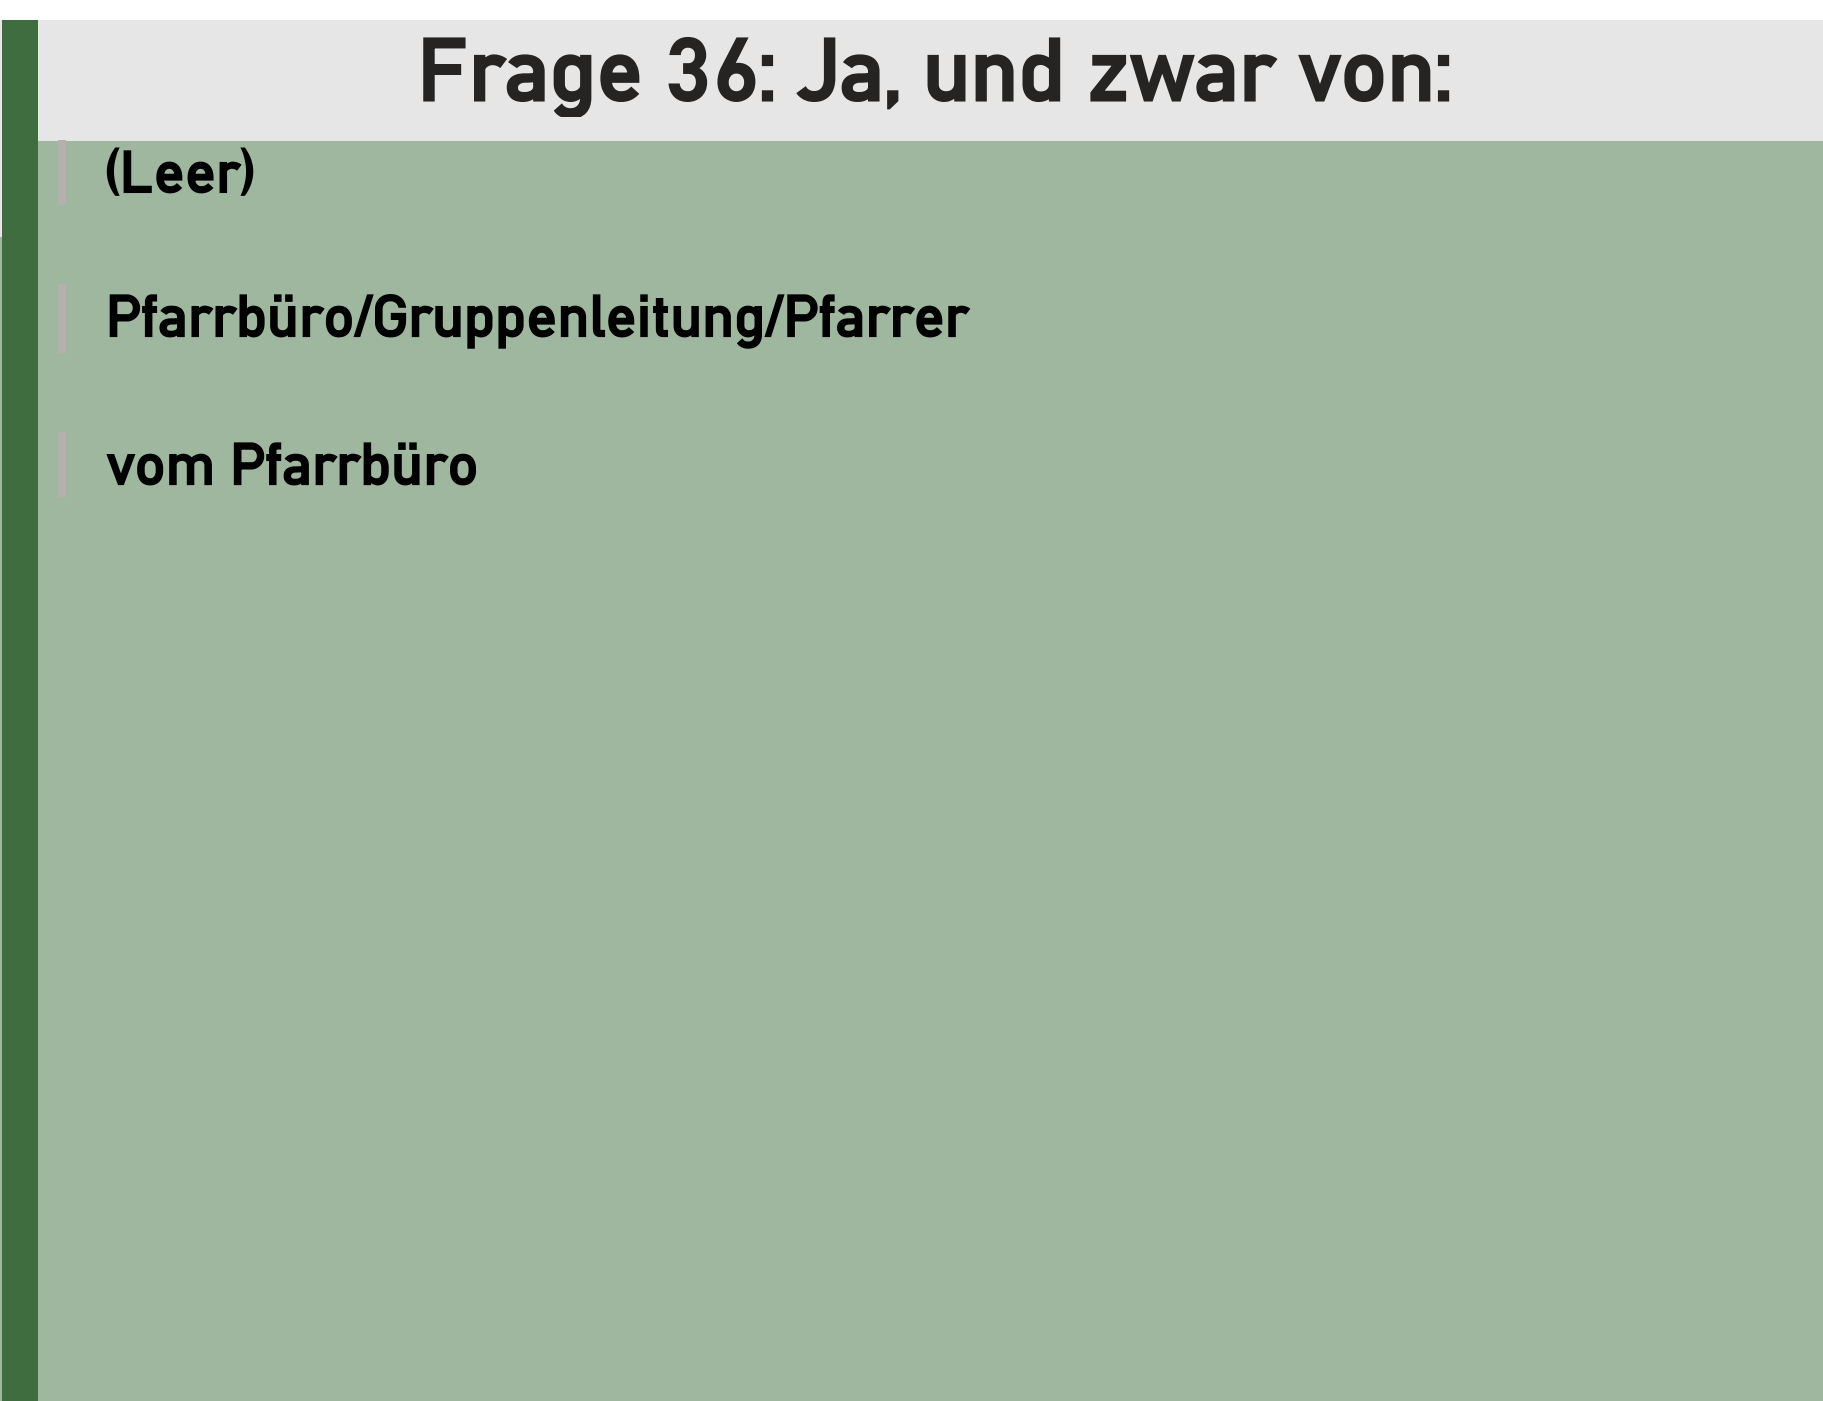 Frage 36: Ja, und zwar von:
(Leer)
Pfarrbüro/Gruppenleitung/Pfarrer
vom Pfarrbüro